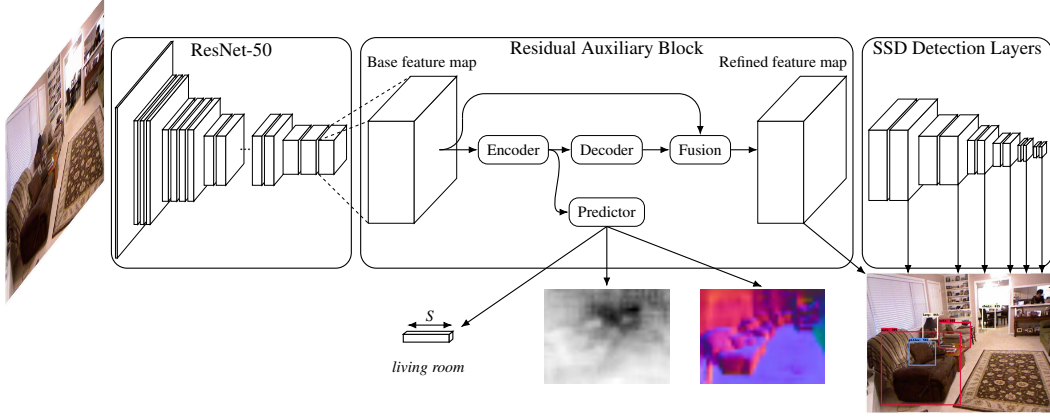 ResNet-50
Residual Auxiliary Block
SSD Detection Layers
Base feature map
Refined feature map
Encoder
Decoder
Fusion
Predictor
S
living room